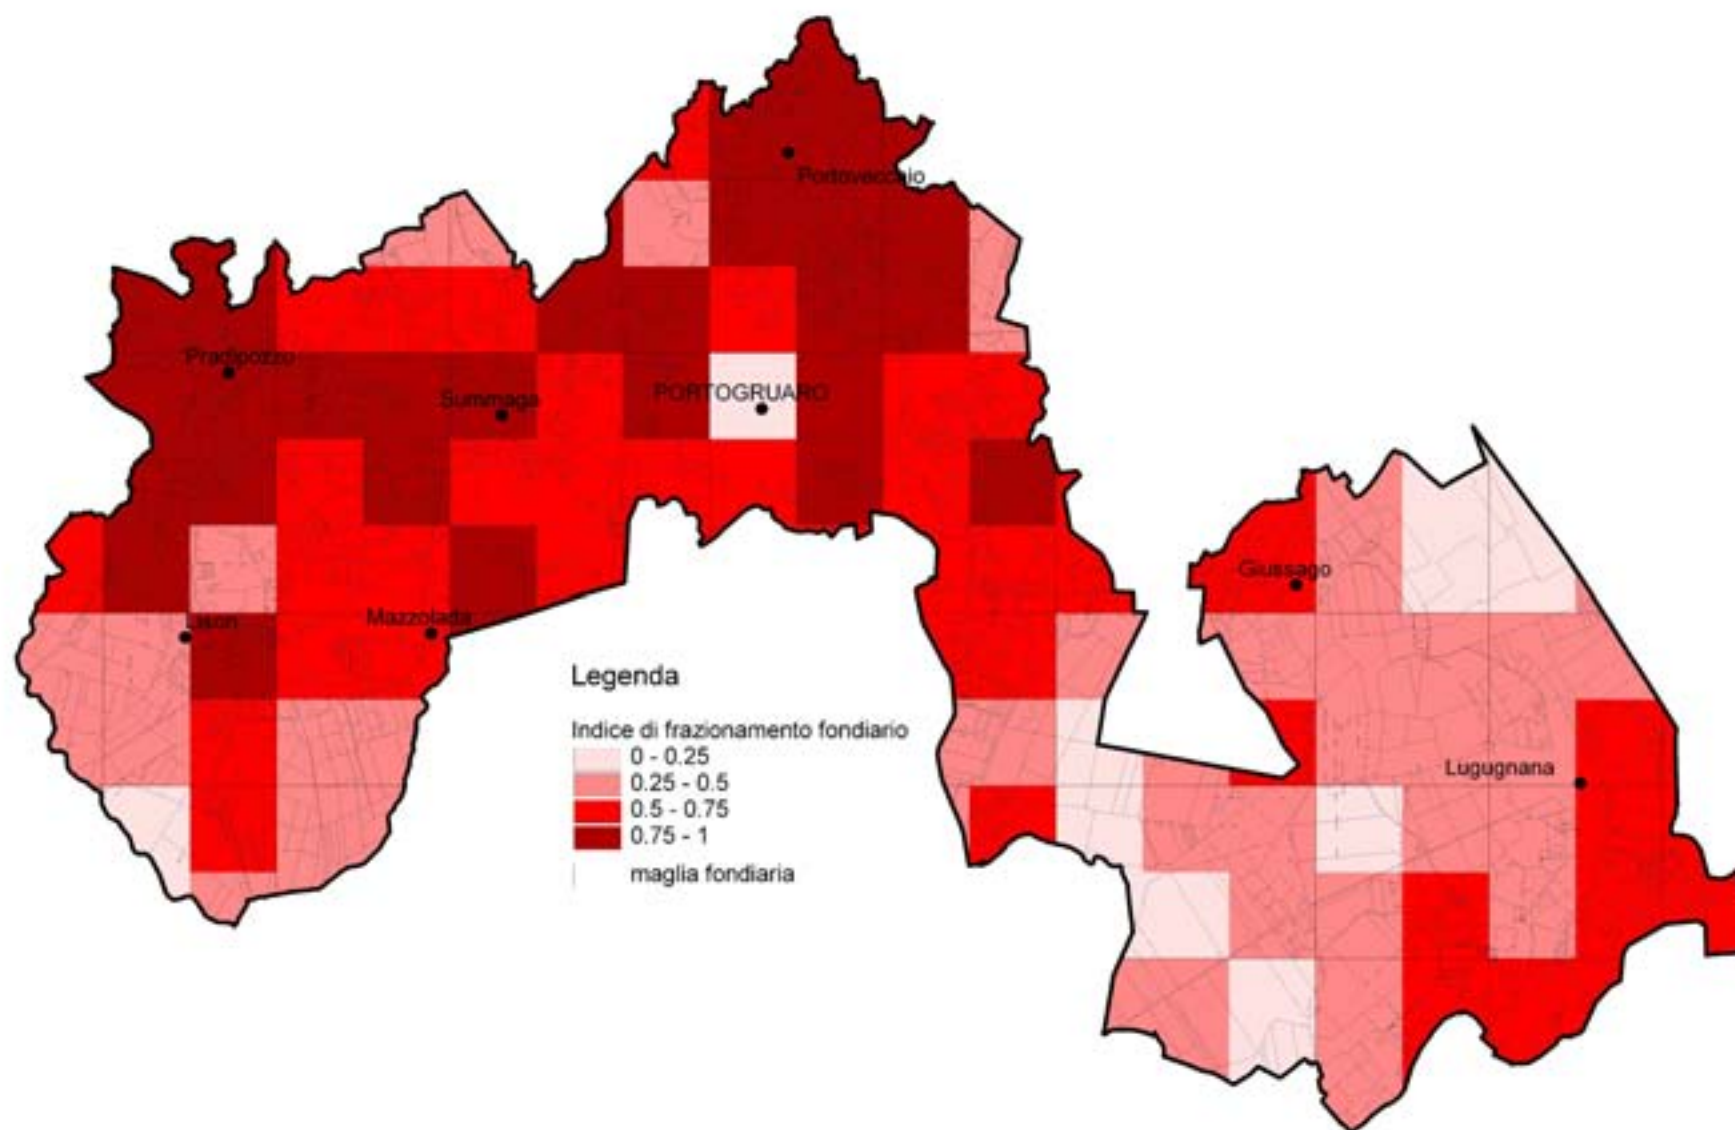 Portovecchio
Pradipozzo
Summaga
PORTOGRUARO
Giussago
Lison
Mazzolada
Legenda
Indice di frazionamento fondiario
0 - 0.25
0.25 - 0.5
0.5 - 0.75
0.75 - 1
maglia fondiaria
Lugugnana